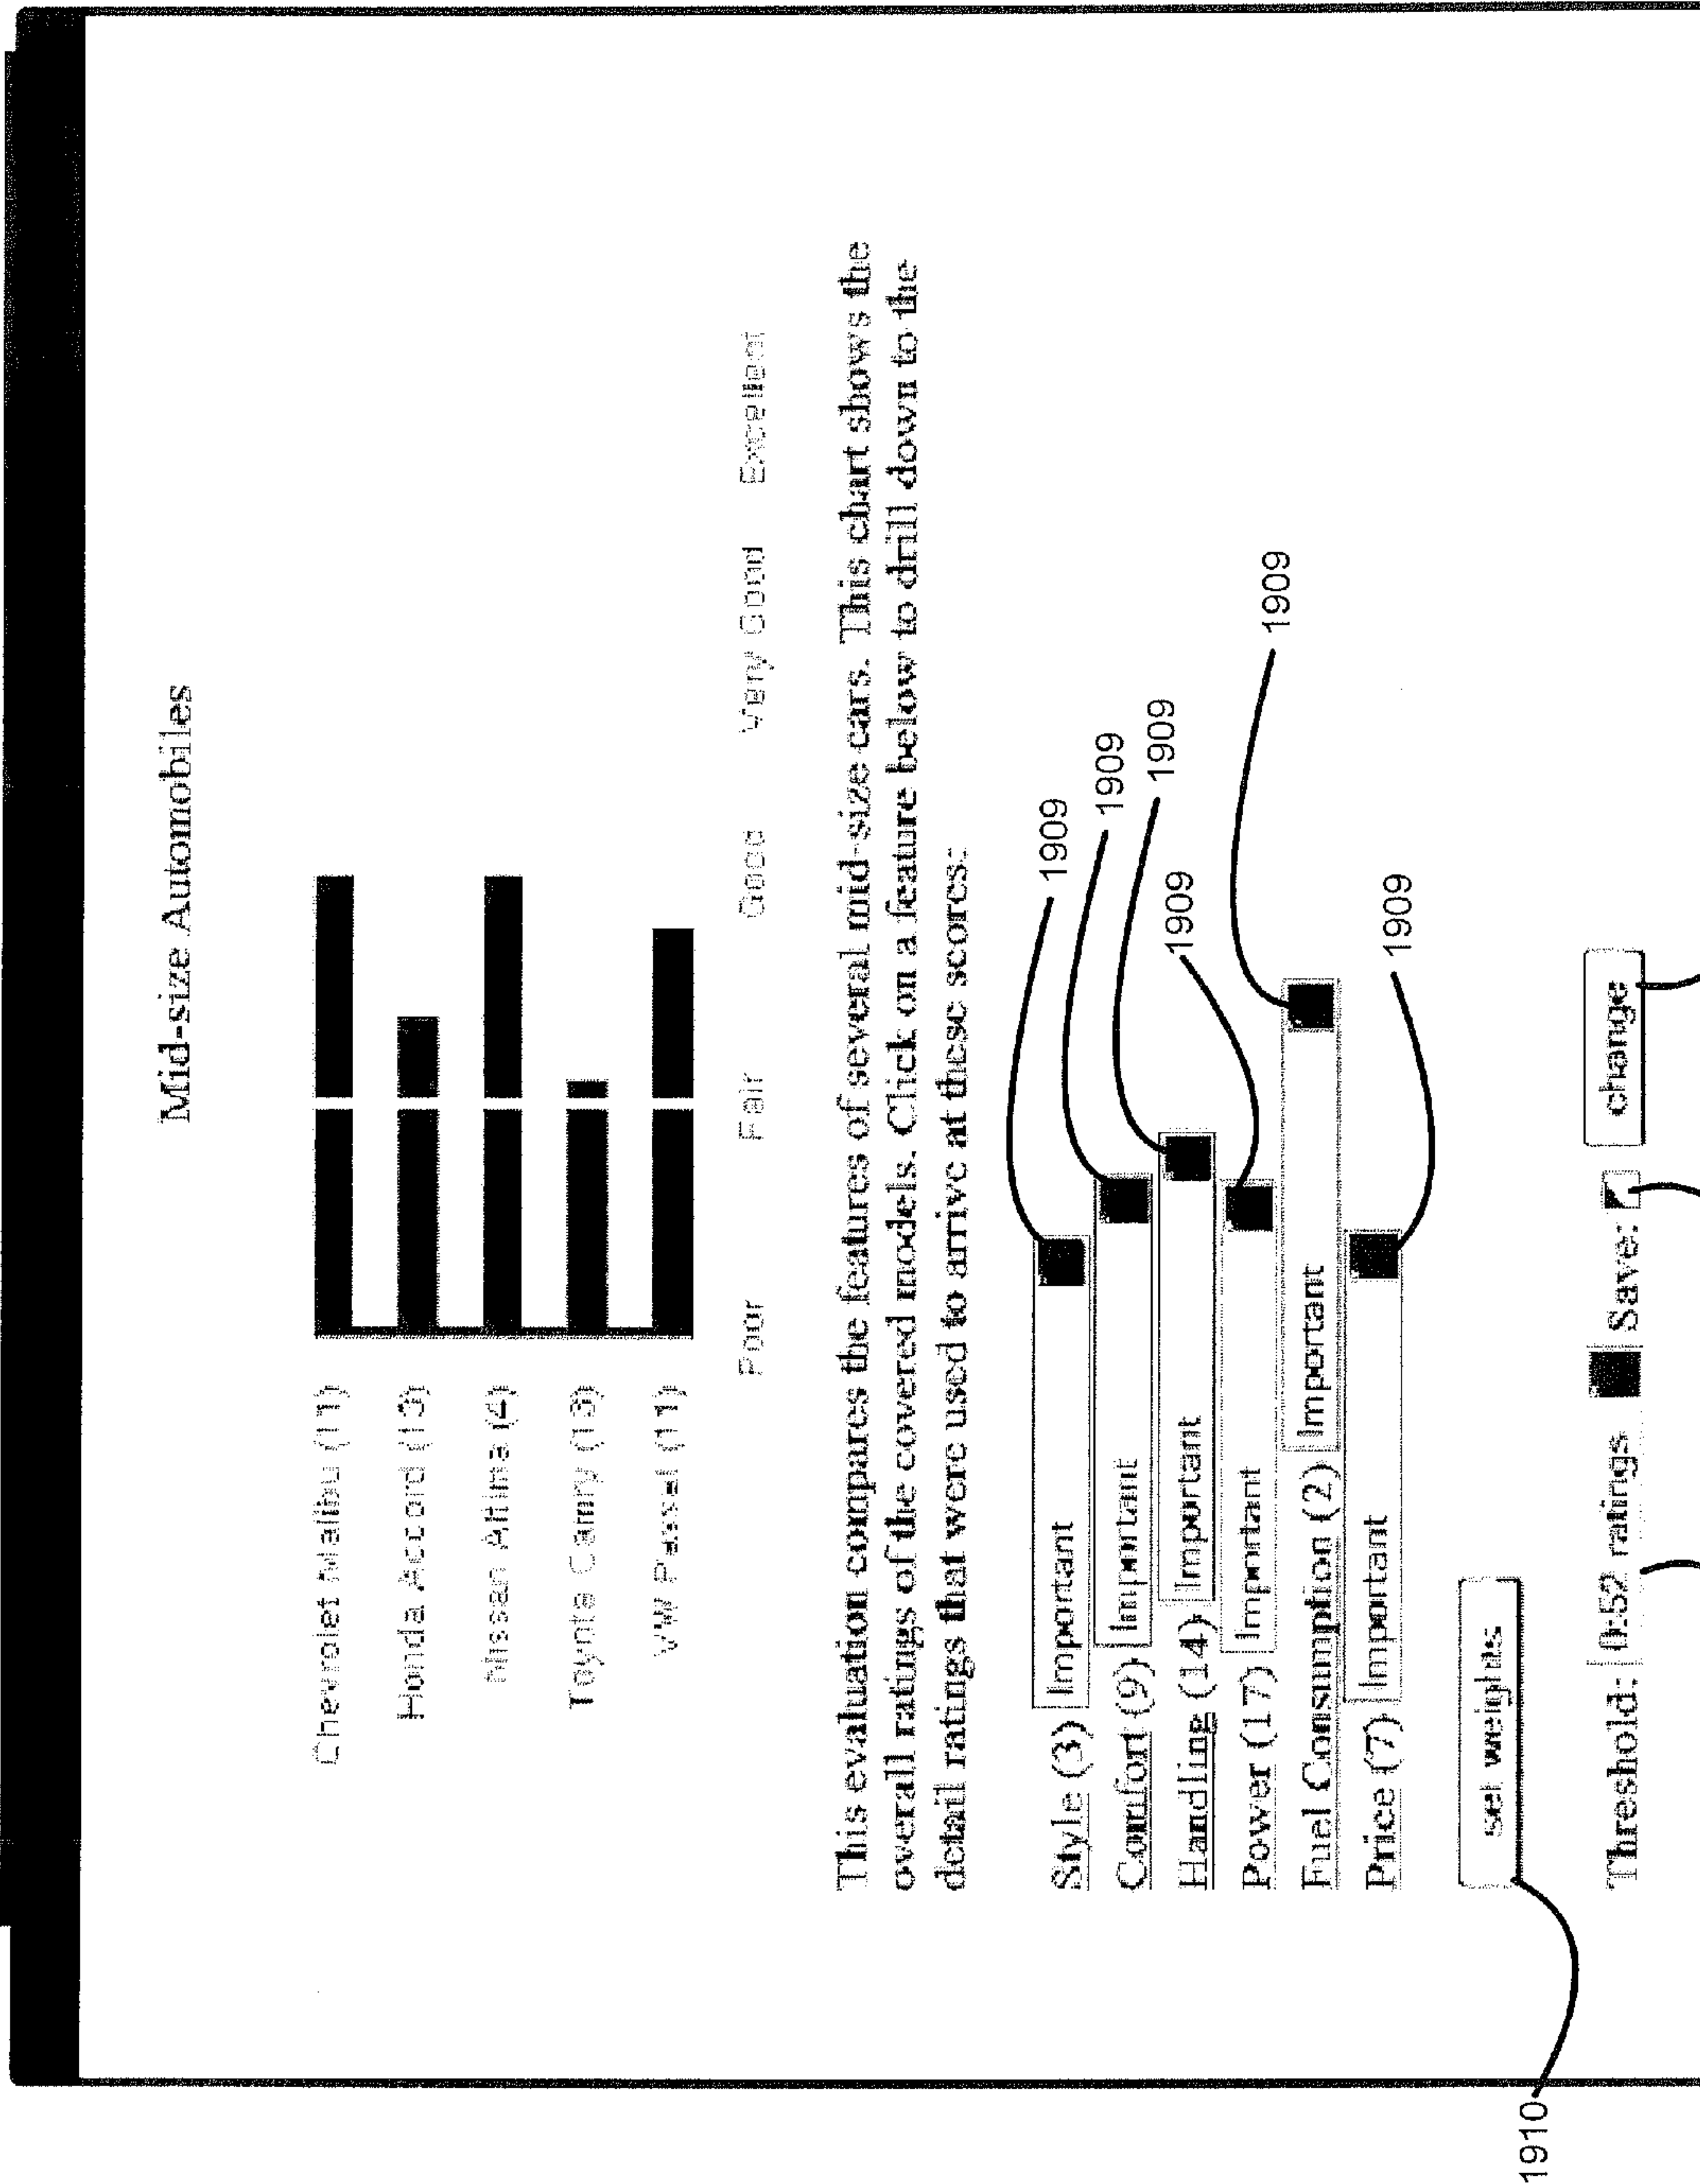 Mid-size Automobiles
Chevrolet Malibu (11)
Honda Accord (13)
Nissan Altima (4)
Toyota Camry (13)
VW Passat (11)
Poor Fair Good Very Good Excellent
This evaluation compares the features of several mid-size cars. This chart shows the
overall ratings of the covered models. Click on a feature below to drill down to the
detail ratings that were used to arrive at these scores:
Style (3) Important 1909
Comfort (9) Important 1909
Handling (14) Important 1909
Power (17) Important 1909
Fuel Consumption (2) Important 1909
Price (7) Important 1909
set weights
1910
Threshold: 0:52 ratings Save: change